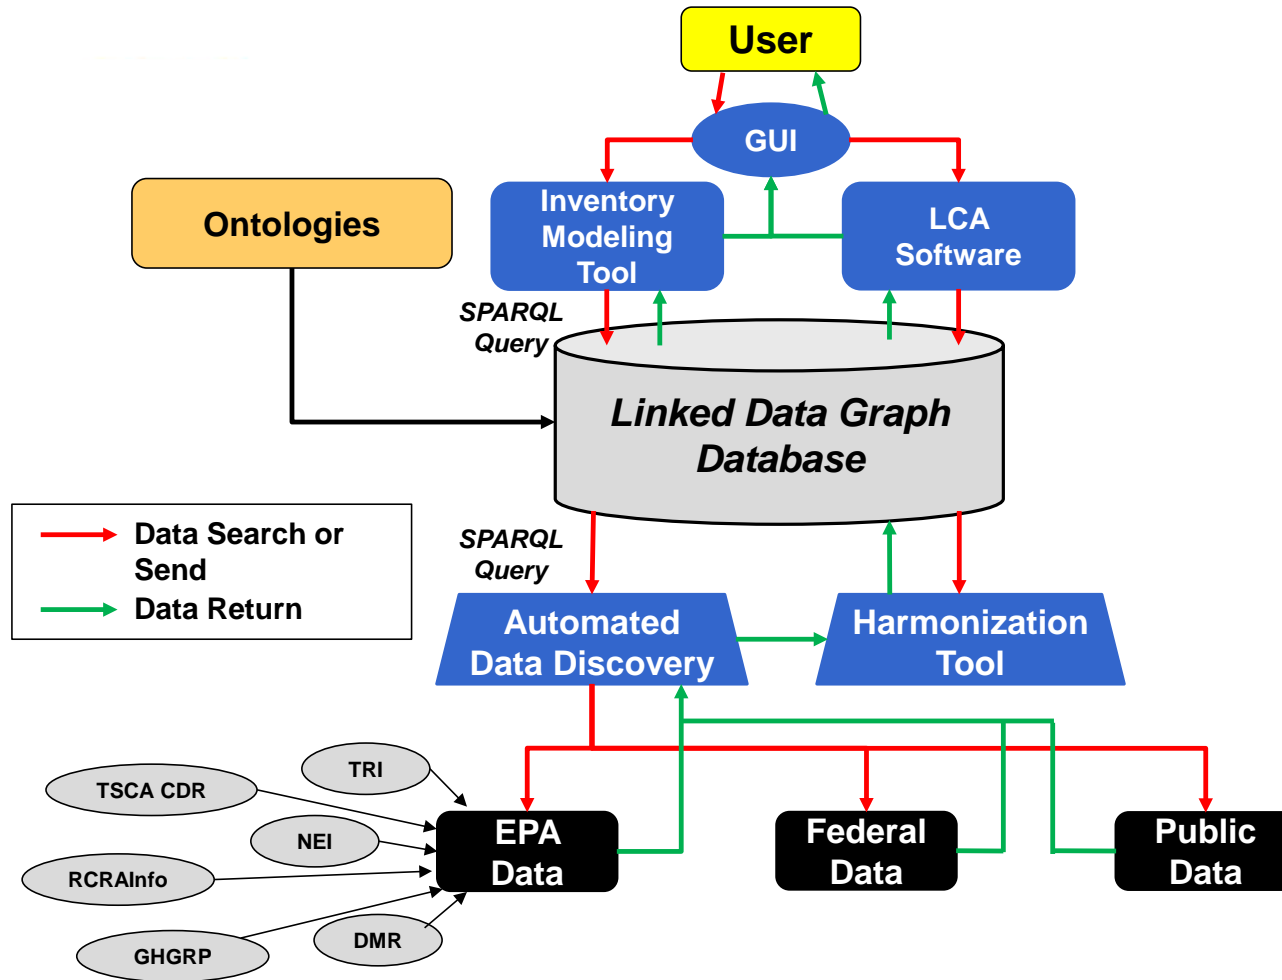 User
GUI
Ontologies
Inventory
Modeling
Tool
LCA
Software
SPARQL
Query
Linked Data Graph
Database
Data Search or
Send
Data Return
SPARQL
Query
Automated
Data Discovery
Harmonization
Tool
TRI
TSCA CDR
NEI
RCRAInfo
GHGRP
DMR
EPA
Data
Federal
Data
Public
Data